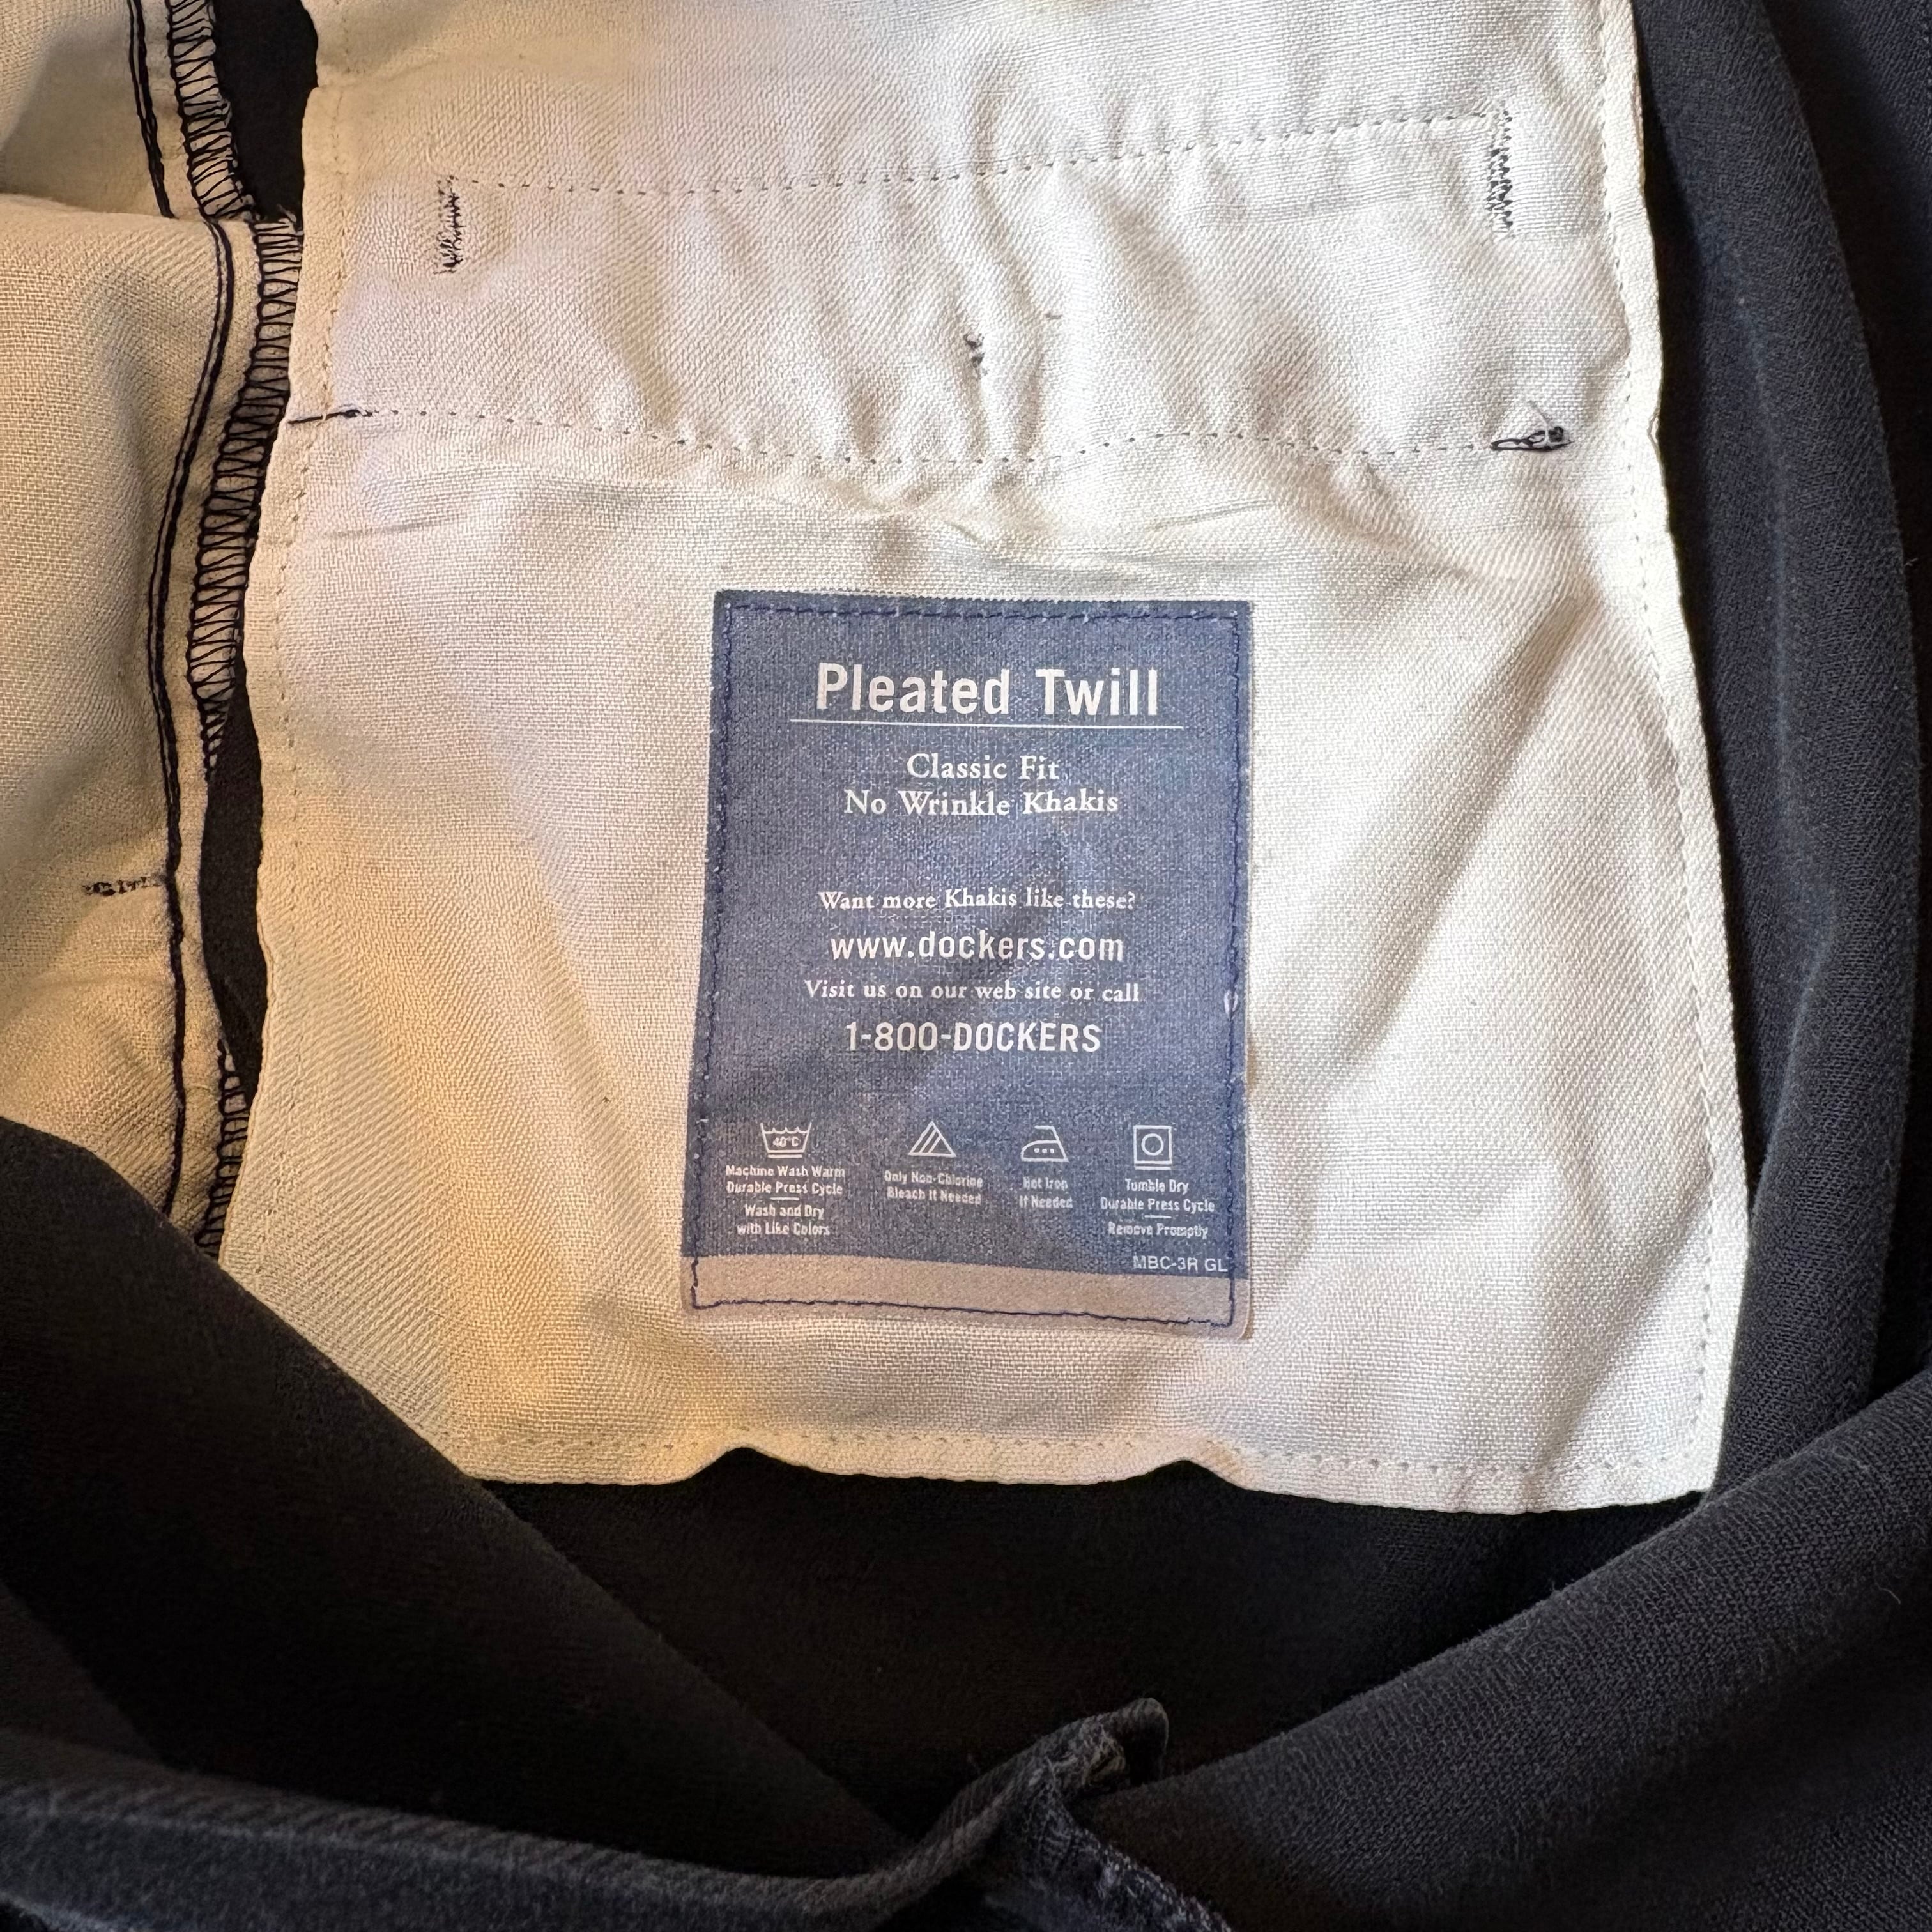 Pleated Twill
Classic Fit
No Wrinkle Khakis
Want more Khakis like these?
www.dockers.com
Visit us on our web site or call
1-800-DOCKERS
40°C
Machine Wash Warm
Durable Press Cycle
Wash and Dry
with Like Colors
Only Non-Chlorine
Bleach If Needed
Hot Iron
If Needed
Tumble Dry
Durable Press Cycle
Remove Promptly
MBC-3R GL